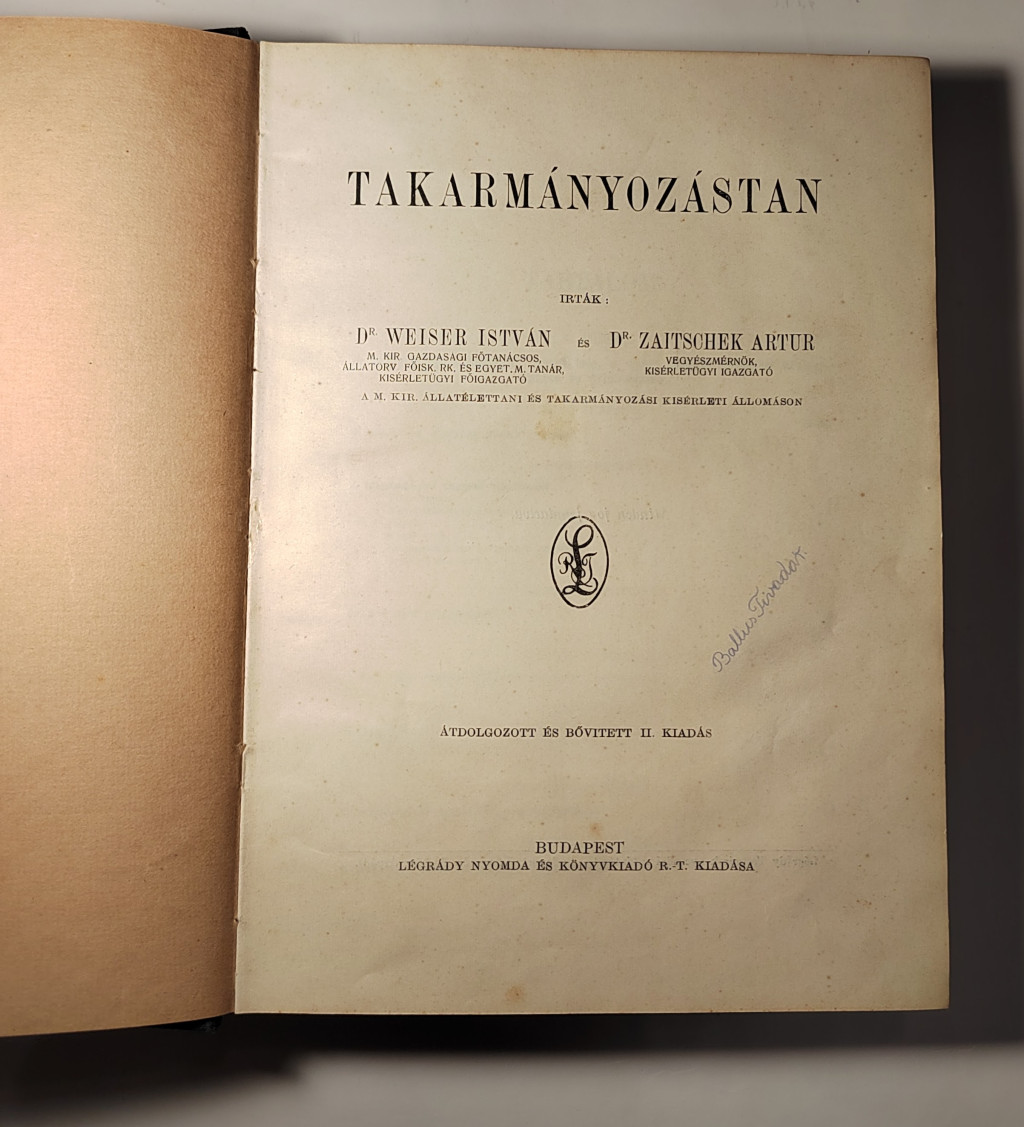 TAKARMÁNYOZÁSTAN
IRTÁK :
DR. WEISER ISTVÁN ÉS DR. ZAITSCHEK ARTUR
M. KIR. GAZDASAGI FŐTANÁCSOS,
ÁLLATORV. FŐISK. RK. ÉS EGYET. M. TANÁR,
KISÉRLETÜGYI FŐIGAZGATÓ
VEGYÉSZMÉRNÖK,
KISÉRLETÜGYI IGAZGATÓ
A M. KIR. ÁLLATÉLETTANI ÉS TAKARMÁNYOZÁSI KISÉRLETI ÁLLOMÁSON
Ballus Tivadar.
ÁTDOLGOZOTT ÉS BŐVITETT II. KIADÁS
BUDAPEST
LÉGRÁDY NYOMDA ÉS KÖNYVKIADÓ R.-T. KIADÁSA